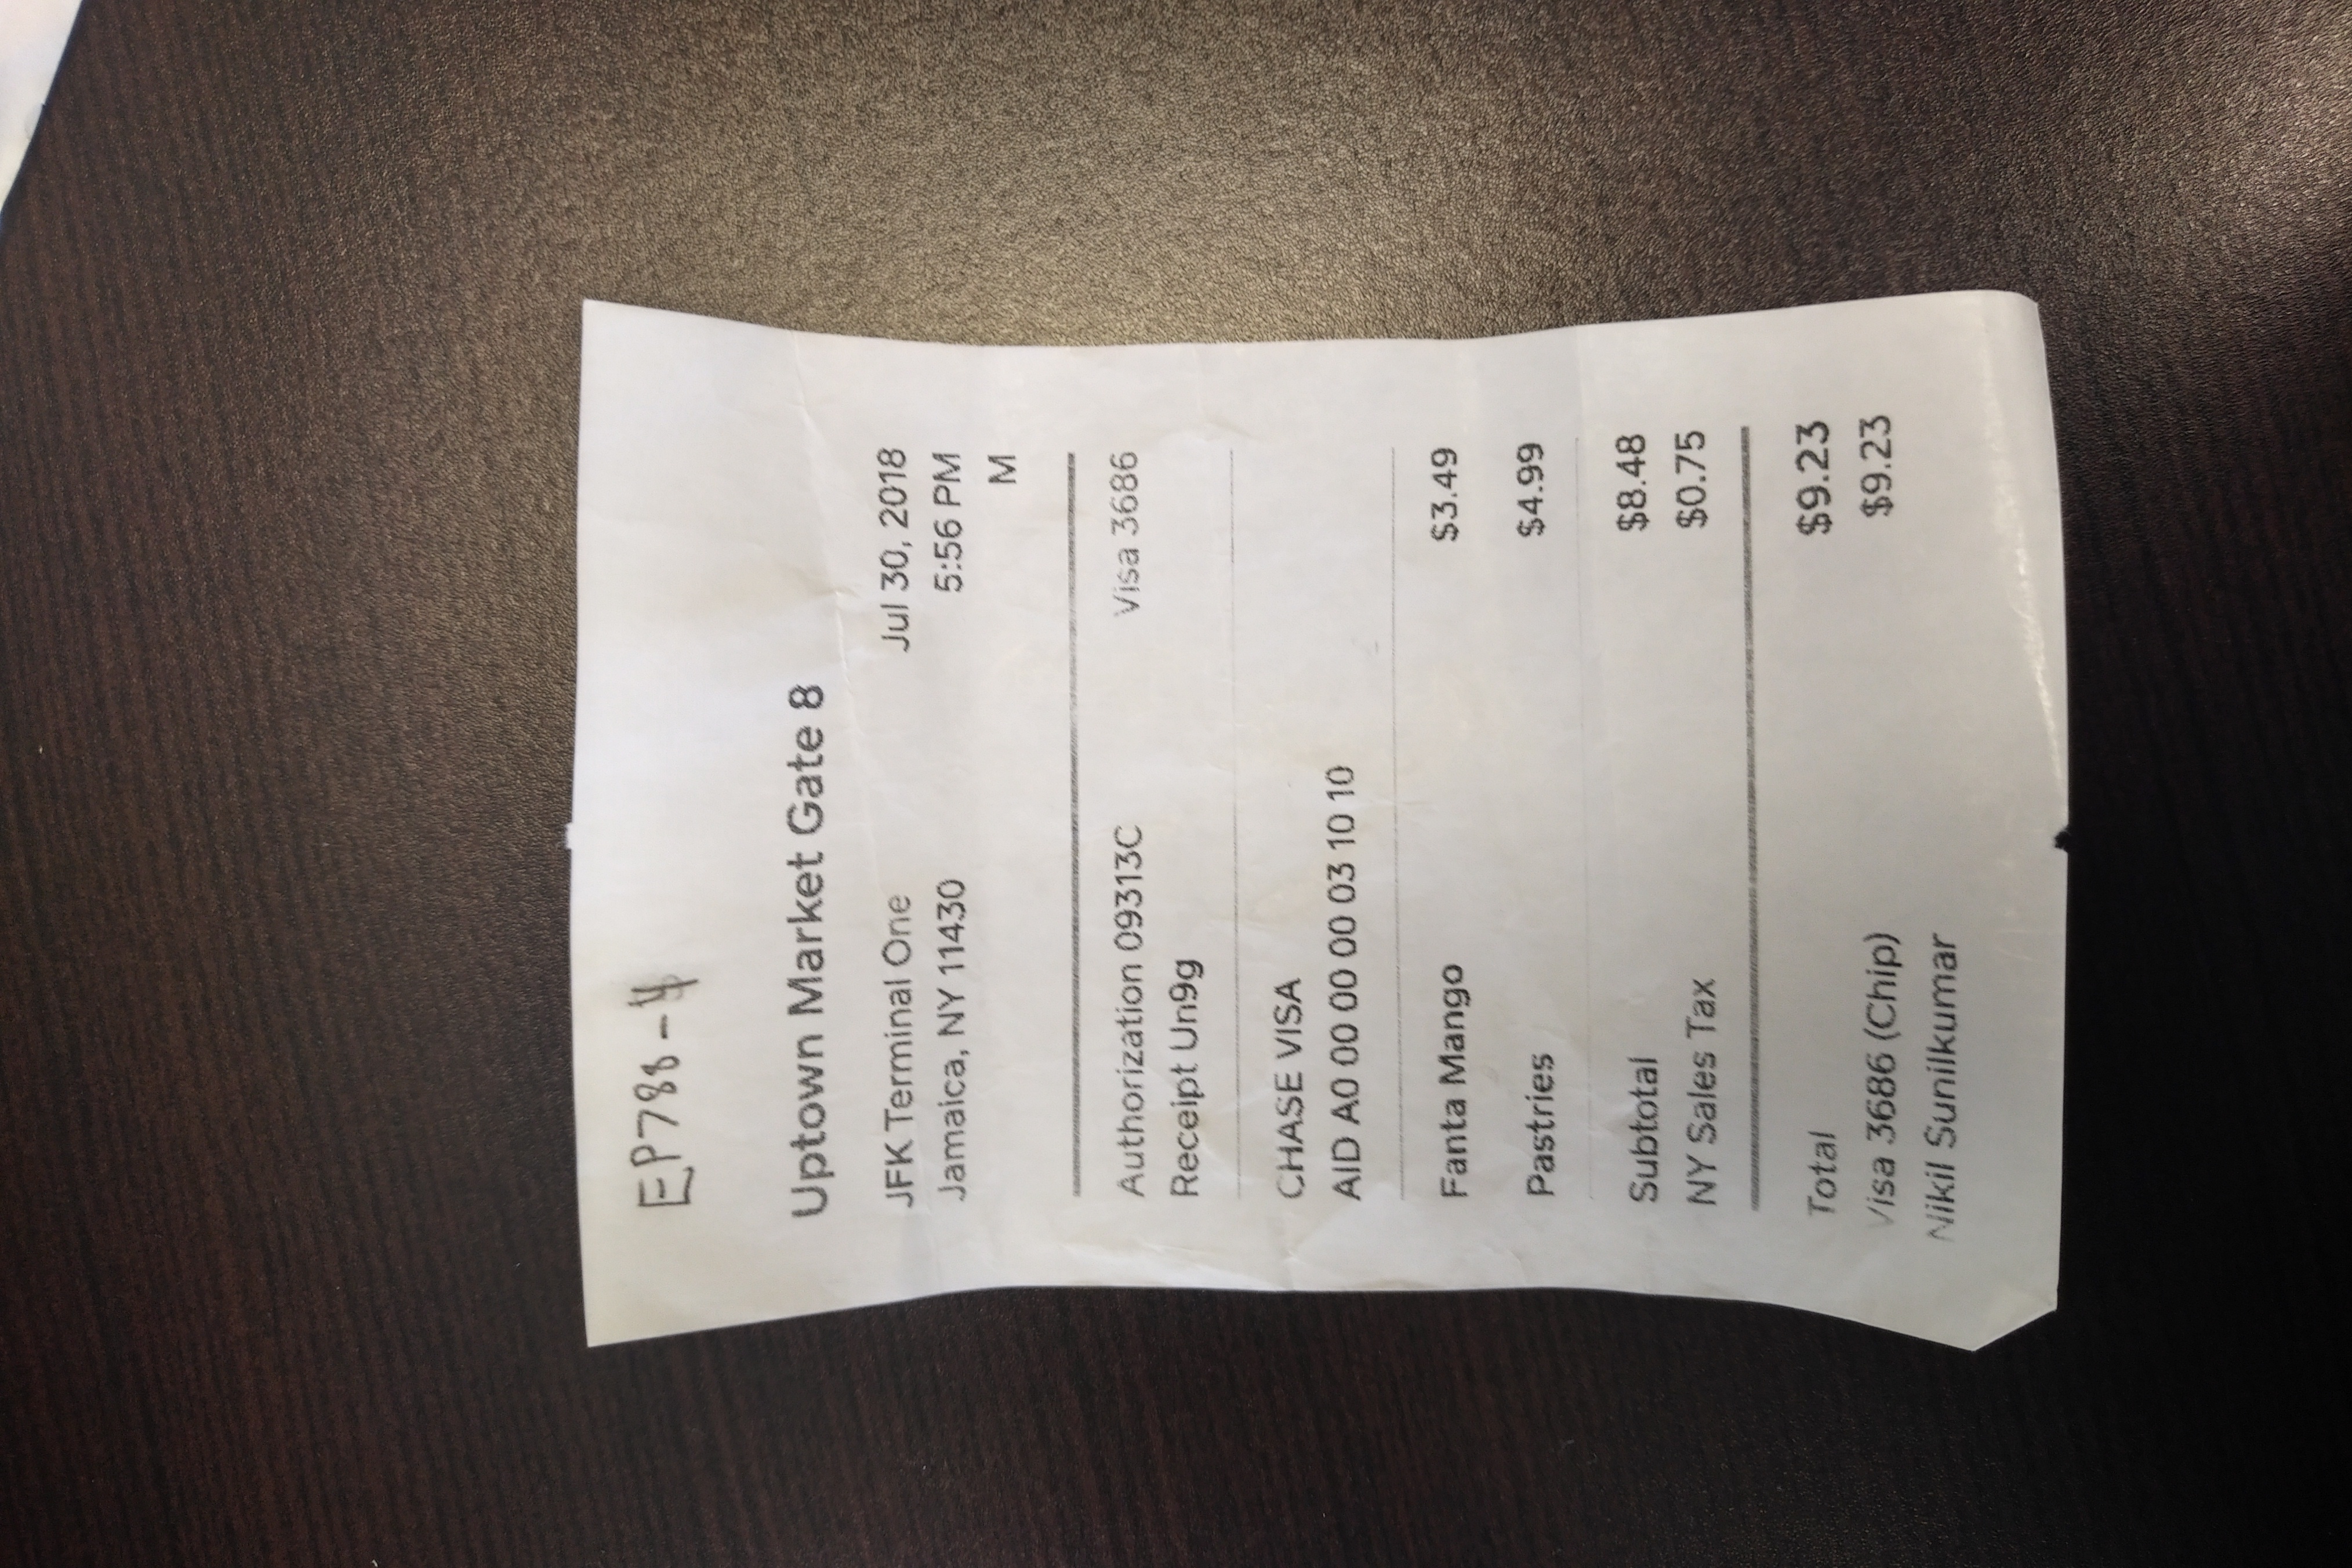 EP788-4
Uptown Market Gate 8
JFK Terminal One Jul 30, 2018
Jamaica, NY 11430 5:56 PM
M
Authorization 09313C Visa 3686
Receipt Un9g
CHASE VISA
AID A0 00 00 00 03 10 10
Fanta Mango $3.49
Pastries $4.99
Subtotal $8.48
NY Sales Tax $0.75
Total $9.23
Visa 3686 (Chip) $9.23
Nikil Sunilkumar